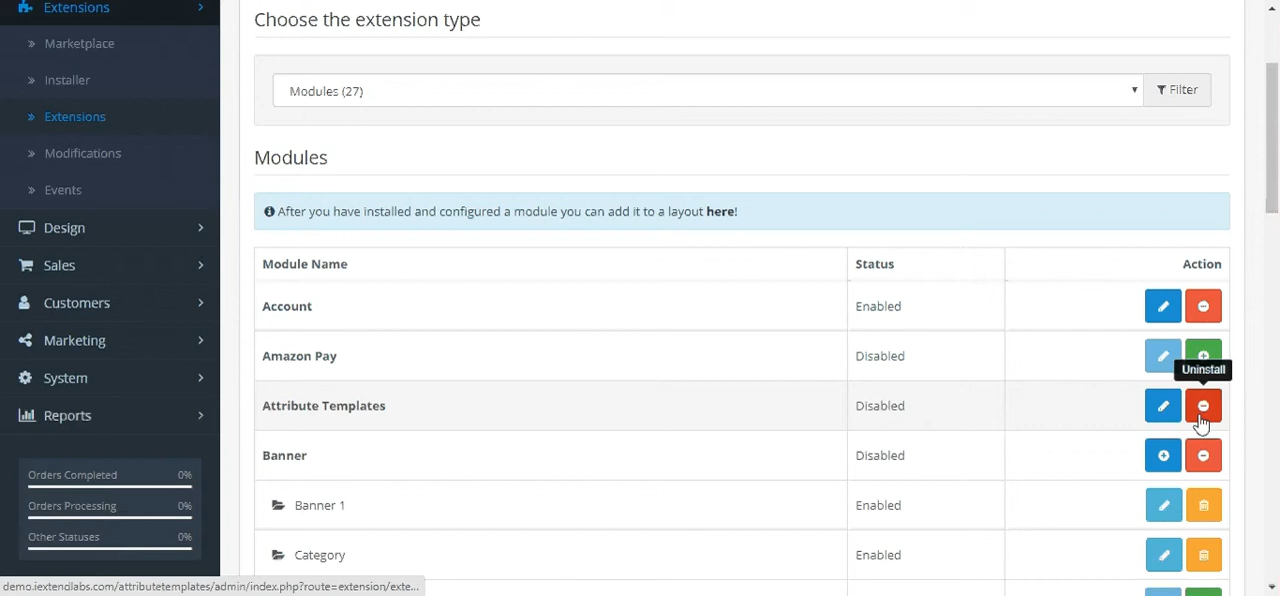 Extensions
Marketplace
Installer
Extensions
Modifications
Events
Design
Sales
Customers
Marketing
System
Reports
Orders Completed 0%
Orders Processing 0%
Other Statuses 0%
Choose the extension type
Modules (27)
Filter
Modules
After you have installed and configured a module you can add it to a layout here!
Module Name Status Action
Account Enabled
Amazon Pay Disabled
Uninstall
Attribute Templates Disabled
Banner Disabled
Banner 1 Enabled
Category Enabled
demo.iextendlabs.com/attributetemplates/admin/index.php?route=extension/exte...